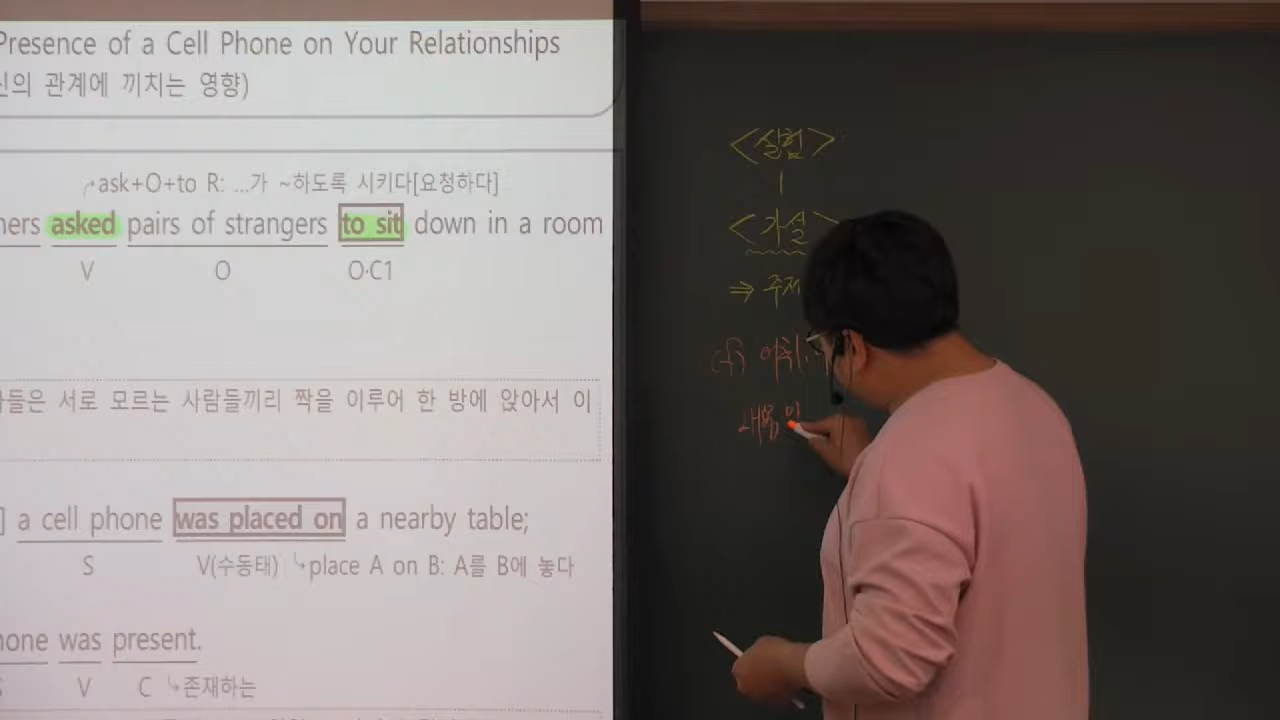 Presence of a Cell Phone on Your Relationships
신의 관계에 끼치는 영향)
ask+O+to R: ...가 ~하도록 시키다[요청하다]
ners asked pairs of strangers to sit down in a room
V O O·C1
들은 서로 모르는 사람들끼리 짝을 이루어 한 방에 앉아서 이
] a cell phone was placed on a nearby table;
S V(수동태) place A on B: A를 B에 놓다
hone was present.
V C 존재하는
<실험>
<가설>
⇒ 주제
어휘.
내용